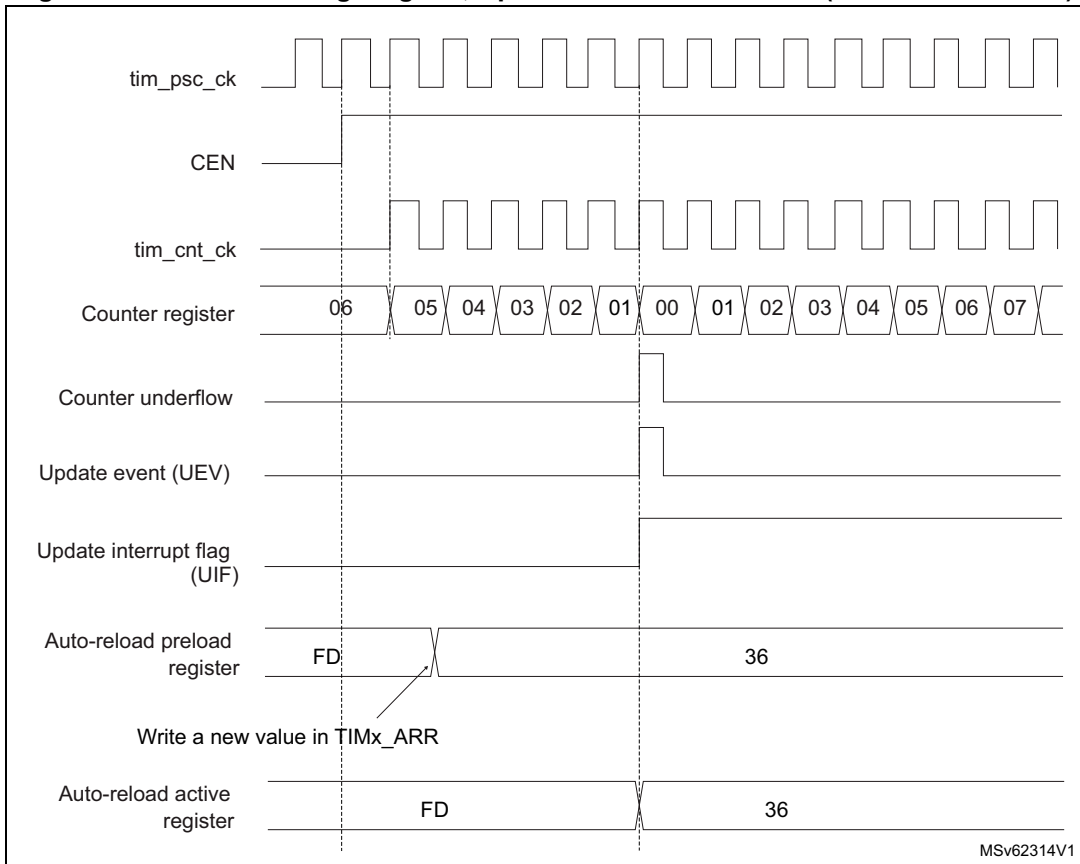 tim_psc_ck
CEN
tim_cnt_ck
Counter register 06 05 04 03 02 01 00 01 02 03 04 05 06 07
Counter underflow
Update event (UEV)
Update interrupt flag
(UIF)
Auto-reload preload
register
FD 36
Write a new value in TIMx_ARR
Auto-reload active
register
FD 36
MSv62314V1